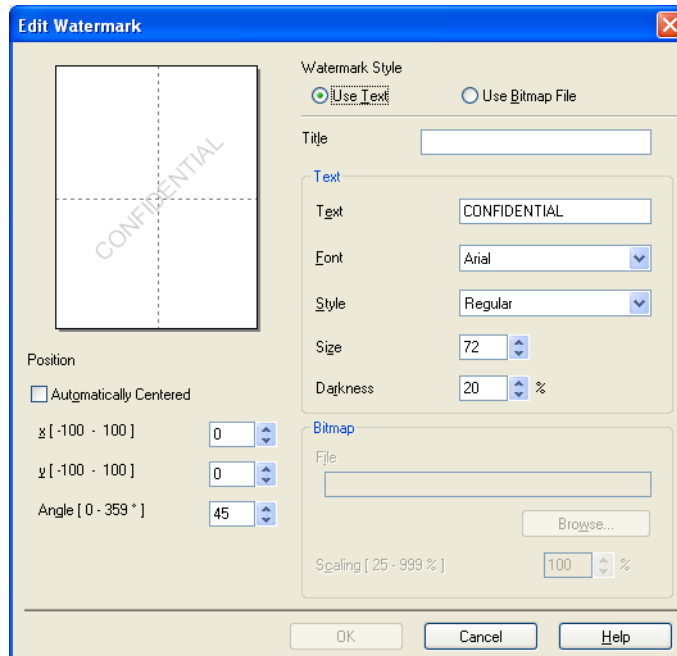 Edit Watermark
CONFIDENTIAL
Position
Automatically Centered
x [ -100 - 100 ] 0
y [ -100 - 100 ] 0
Angle [ 0 - 359 ° ] 45
Watermark Style
Use Text Use Bitmap File
Title
Text
Text CONFIDENTIAL
Font Arial
Style Regular
Size 72
Darkness 20 %
Bitmap
File
Browse...
Scaling [ 25 - 999 % ] 100 %
OK Cancel Help